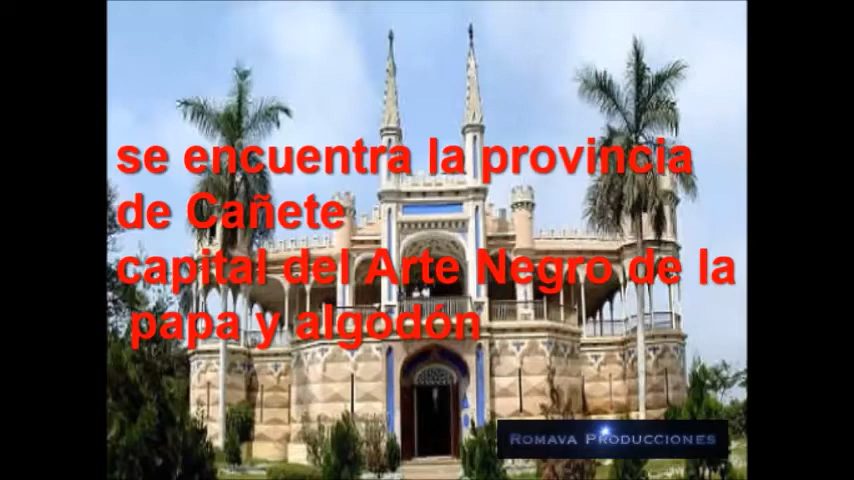 se encuentra la provincia
de Cañete
capital del Arte Negro de la
papa y algodón
Romava Producciones